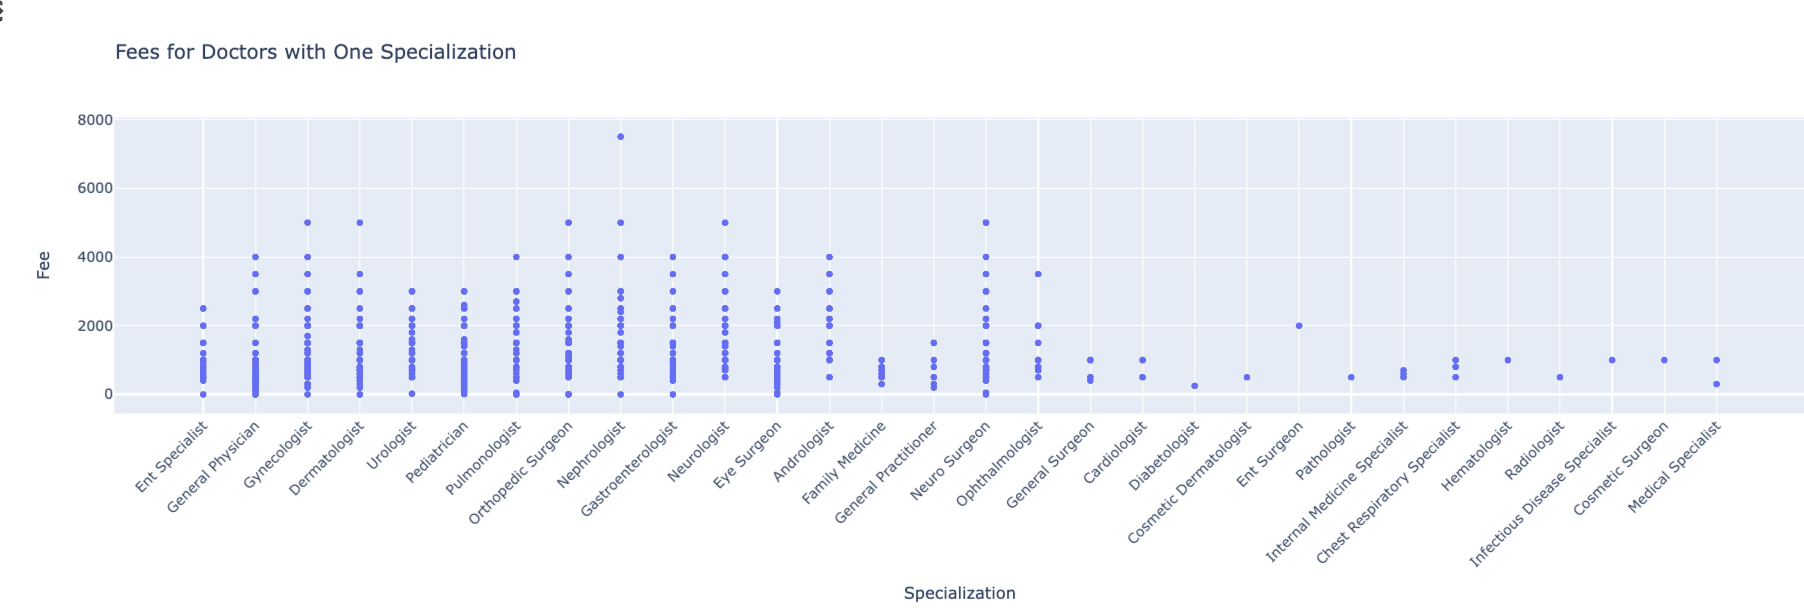 Fees for Doctors with One Specialization
8000
6000
4000
2000
0
Fee
Ent Specialist
General Physician
Gynecologist
Dermatologist
Urologist
Pediatrician
Pulmonologist
Orthopedic Surgeon
Nephrologist
Gastroenterologist
Neurologist
Eye Surgeon
Andrologist
Family Medicine
General Practitioner
Neuro Surgeon
Ophthalmologist
General Surgeon
Cardiologist
Diabetologist
Cosmetic Dermatologist
Ent Surgeon
Pathologist
Internal Medicine Specialist
Chest Respiratory Specialist
Hematologist
Radiologist
Infectious Disease Specialist
Cosmetic Surgeon
Medical Specialist
Specialization